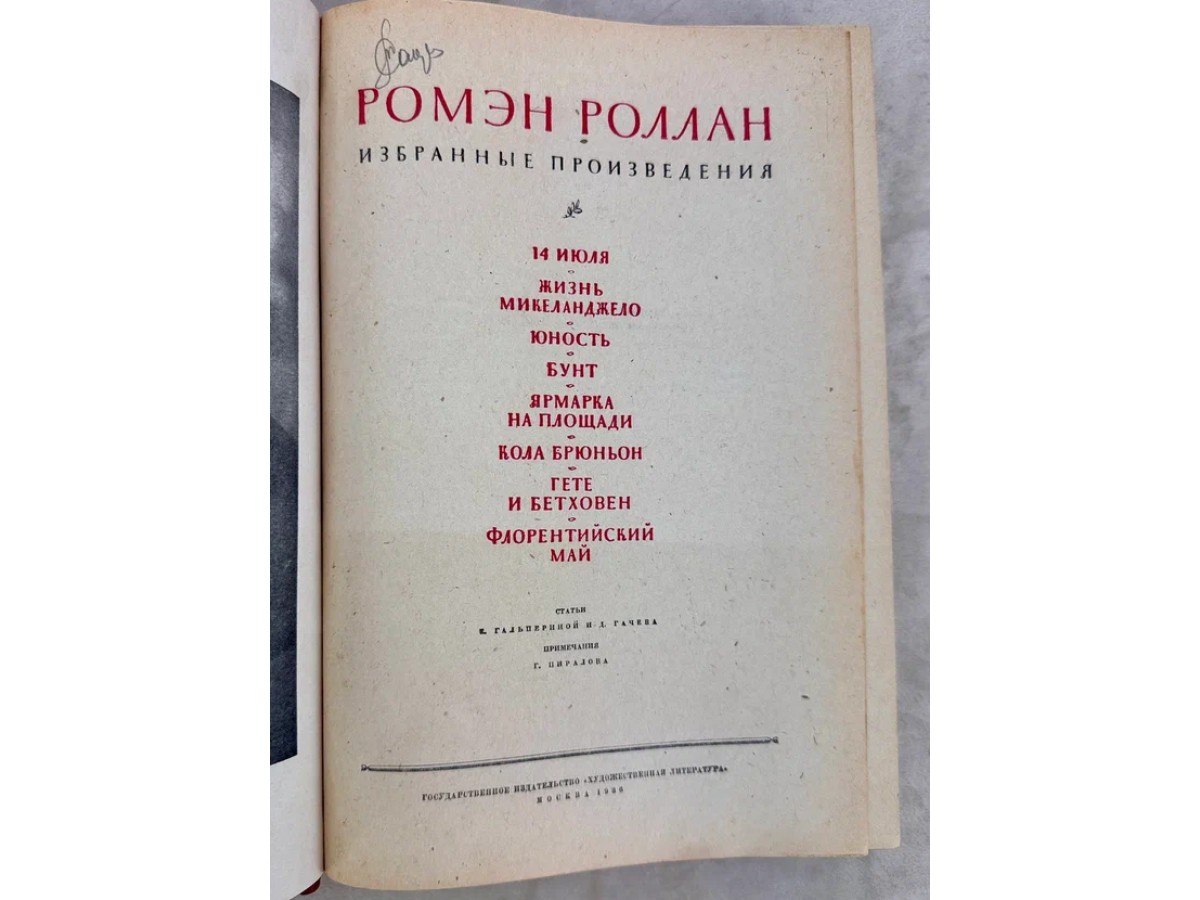 РОМЭН РОЛЛАН
ИЗБРАННЫЕ ПРОИЗВЕДЕНИЯ
14 ИЮЛЯ
ЖИЗНЬ
МИКЕЛАНДЖЕЛО
ЮНОСТЬ
БУНТ
ЯРМАРКА
НА ПЛОЩАДИ
КОЛА БРЮНЬОН
ГЕТЕ
И БЕТХОВЕН
ФЛОРЕНТИЙСКИЙ
МАЙ
СТАТЬИ
Е. ГАЛЬПЕРИНОЙ И Д. ГАЧЕВА
ПРИМЕЧАНИЯ
Г. ПИРАЛОВА
ГОСУДАРСТВЕННОЕ ИЗДАТЕЛЬСТВО «ХУДОЖЕСТВЕННАЯ ЛИТЕРАТУРА»
МОСКВА